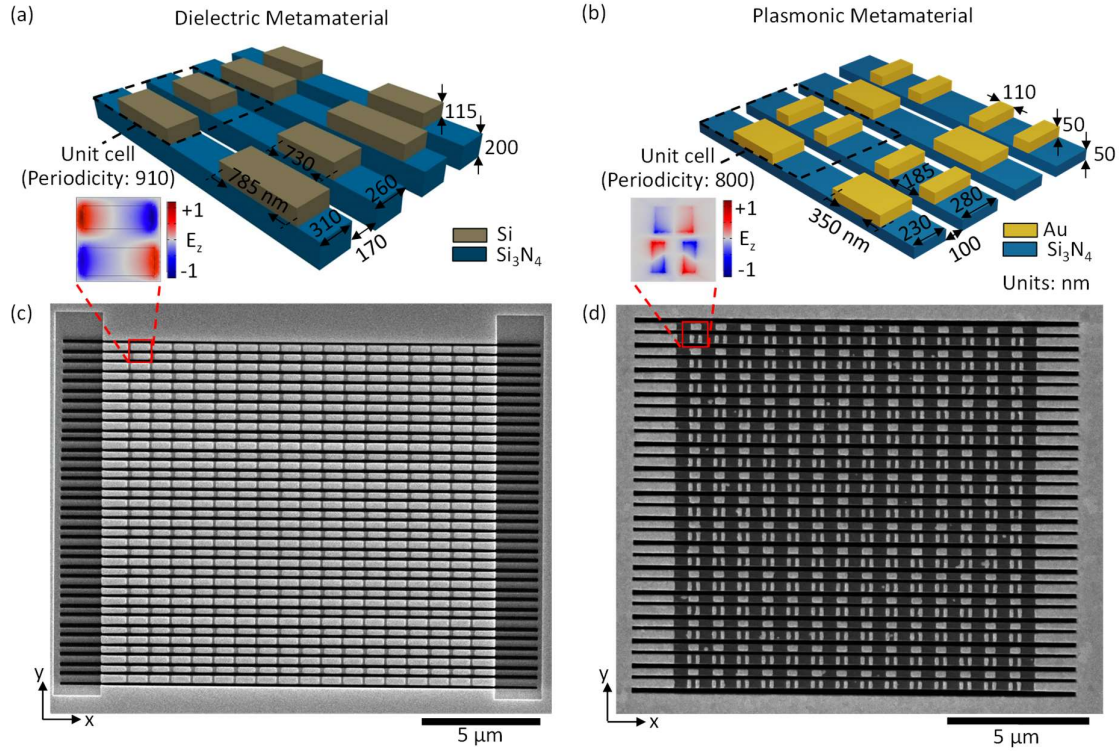 (a)
Dielectric Metamaterial
115
200
Unit cell
(Periodicity: 910)
730
785 nm
260
310
170
+1
E_z
-1
Si
Si₃N₄
(b)
Plasmonic Metamaterial
110
50
50
Unit cell
(Periodicity: 800)
185
280
350 nm
230
100
+1
E_z
-1
Au
Si₃N₄
Units: nm
(c)
y
x
5 μm
(d)
y
x
5 μm